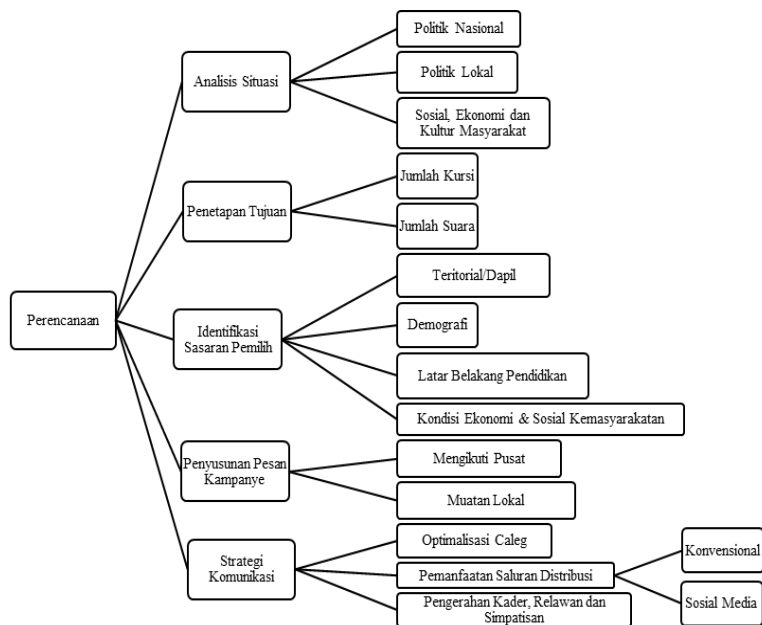 Perencanaan
Analisis Situasi
Politik Nasional
Politik Lokal
Sosial, Ekonomi dan
Kultur Masyarakat
Penetapan Tujuan
Jumlah Kursi
Jumlah Suara
Identifikasi
Sasaran Pemilih
Teritorial/Dapil
Demografi
Latar Belakang Pendidikan
Kondisi Ekonomi & Sosial Kemasyarakatan
Penyusunan Pesan
Kampanye
Mengikuti Pusat
Muatan Lokal
Strategi
Komunikasi
Optimalisasi Caleg
Pemanfaatan Saluran Distribusi
Konvensional
Sosial Media
Pengerahan Kader, Relawan dan
Simpatisan